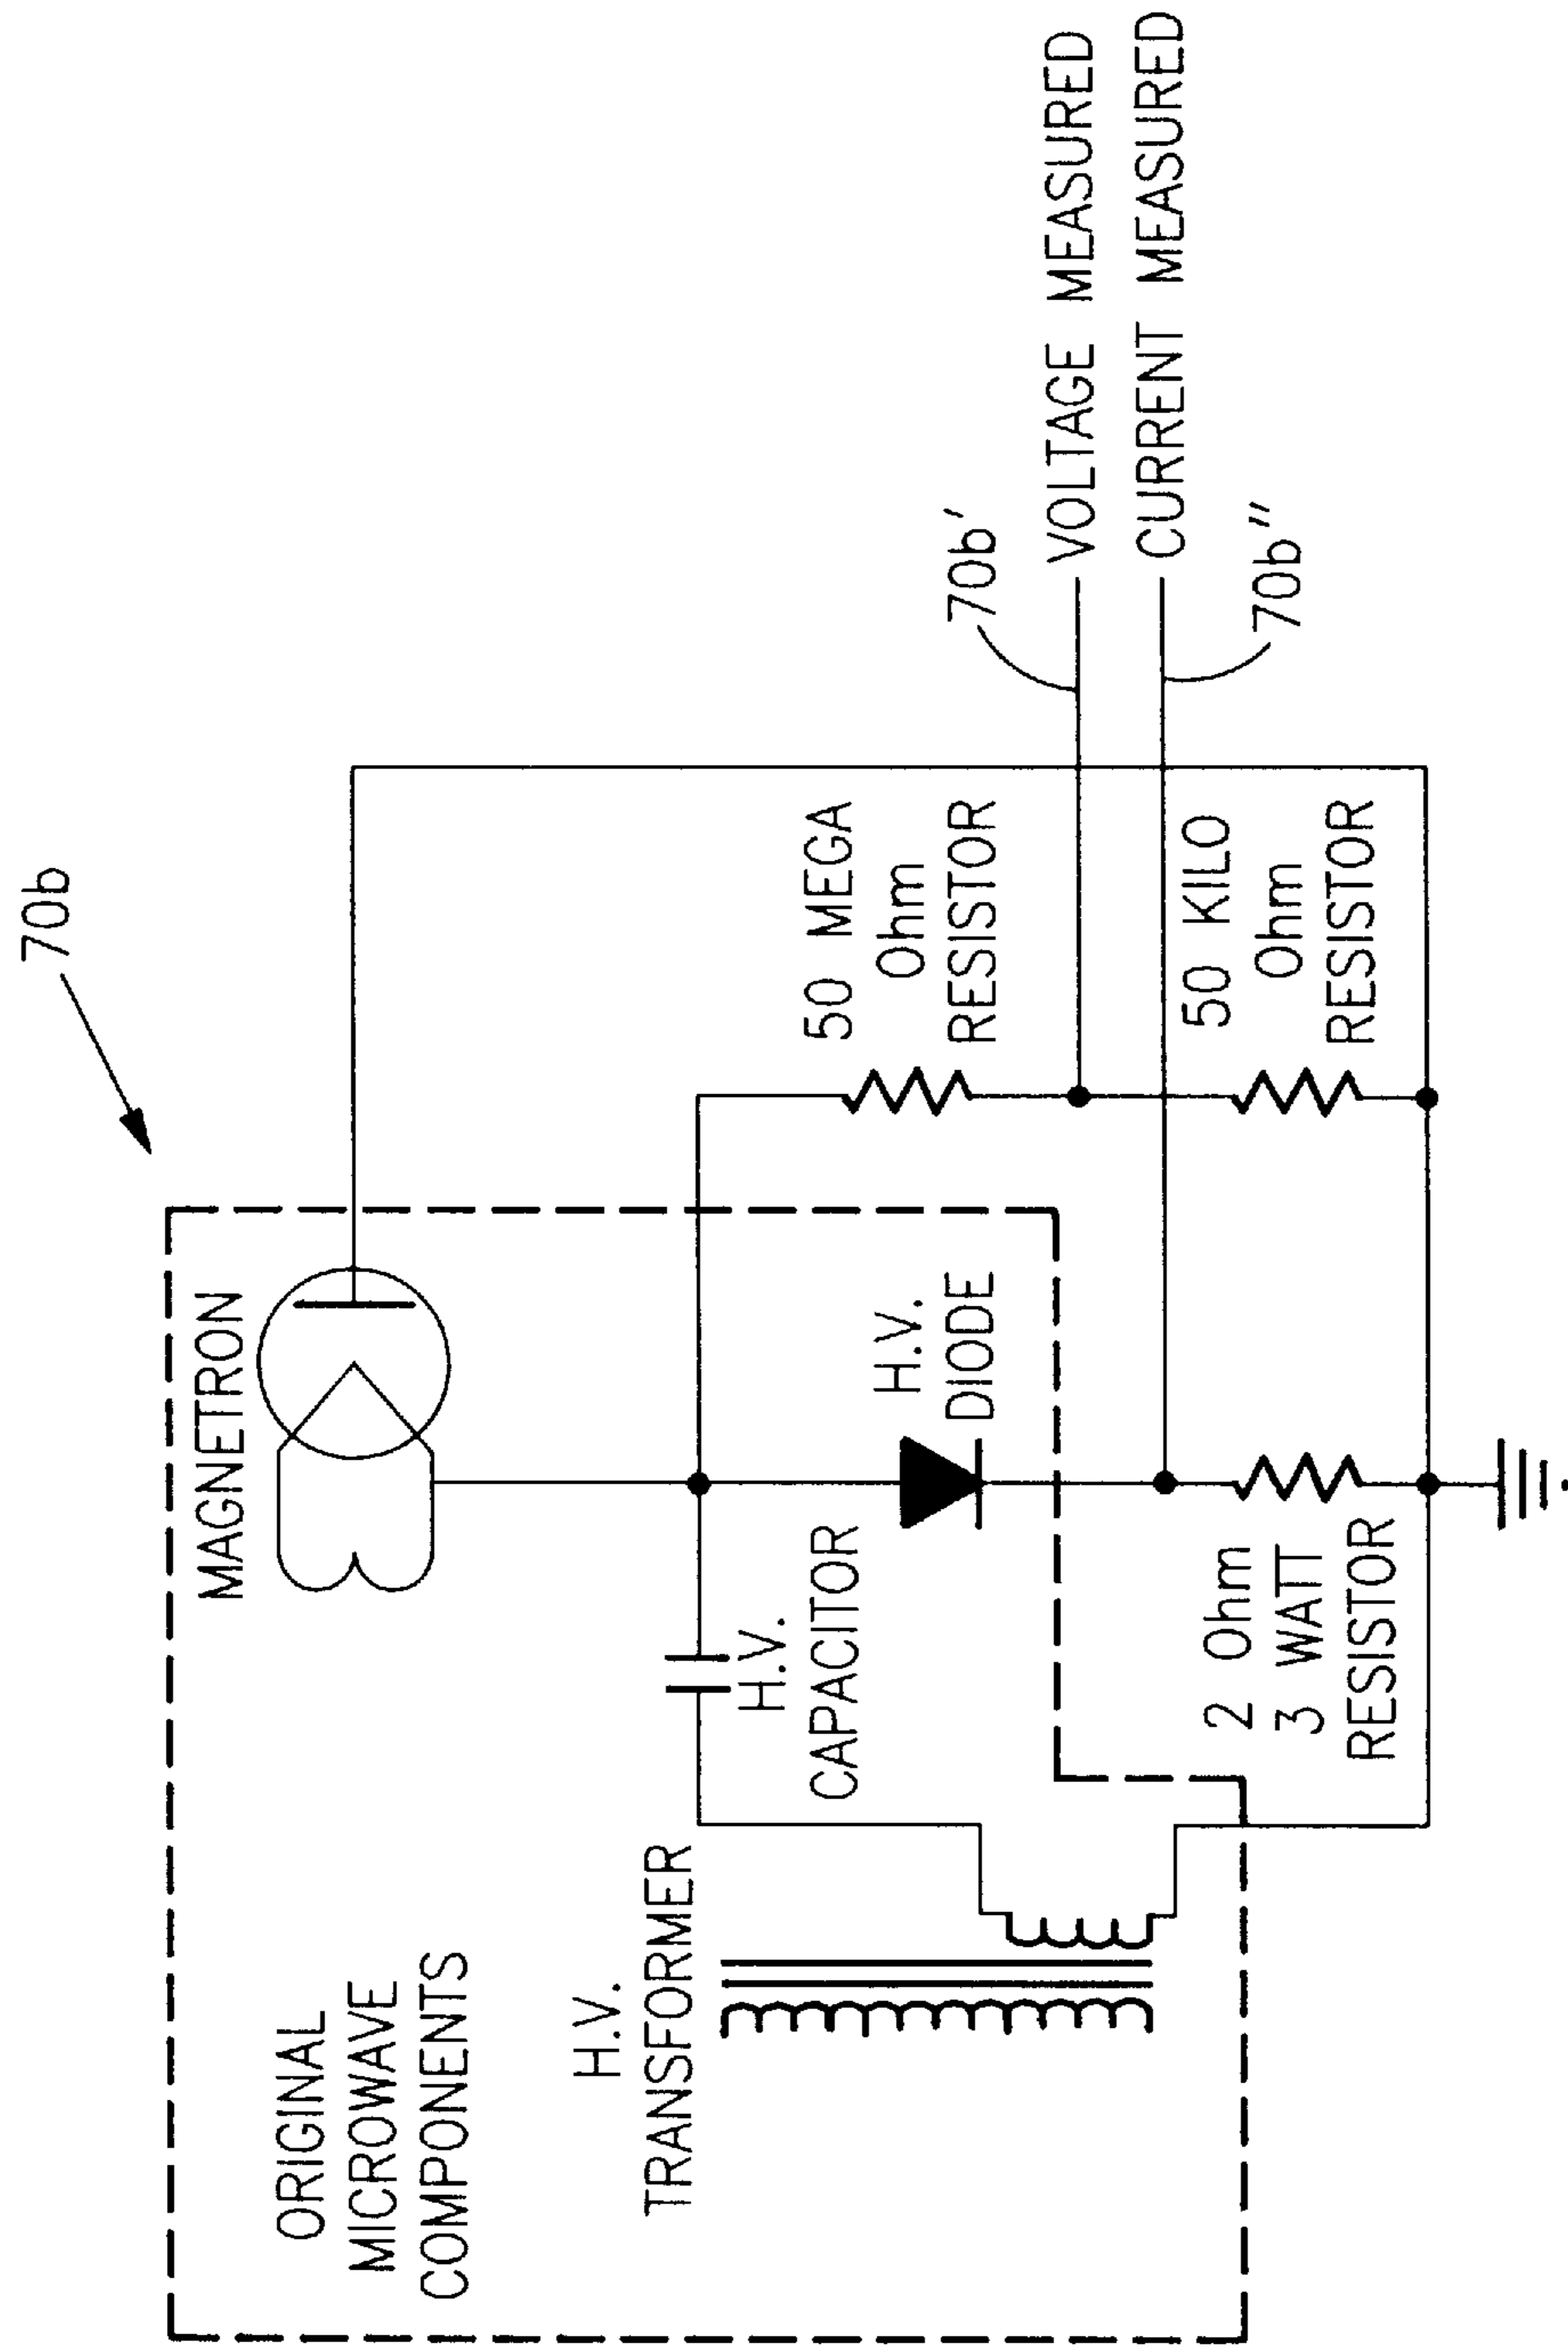 70b
MAGNETRON
ORIGINAL
MICROWAVE
COMPONENTS
H.V.
TRANSFORMER
H.V.
CAPACITOR
H.V.
DIODE
50 MEGA
Ohm
RESISTOR
70b'
VOLTAGE MEASURED
CURRENT MEASURED
70b"
50 KILO
Ohm
RESISTOR
2 Ohm
3 WATT
RESISTOR